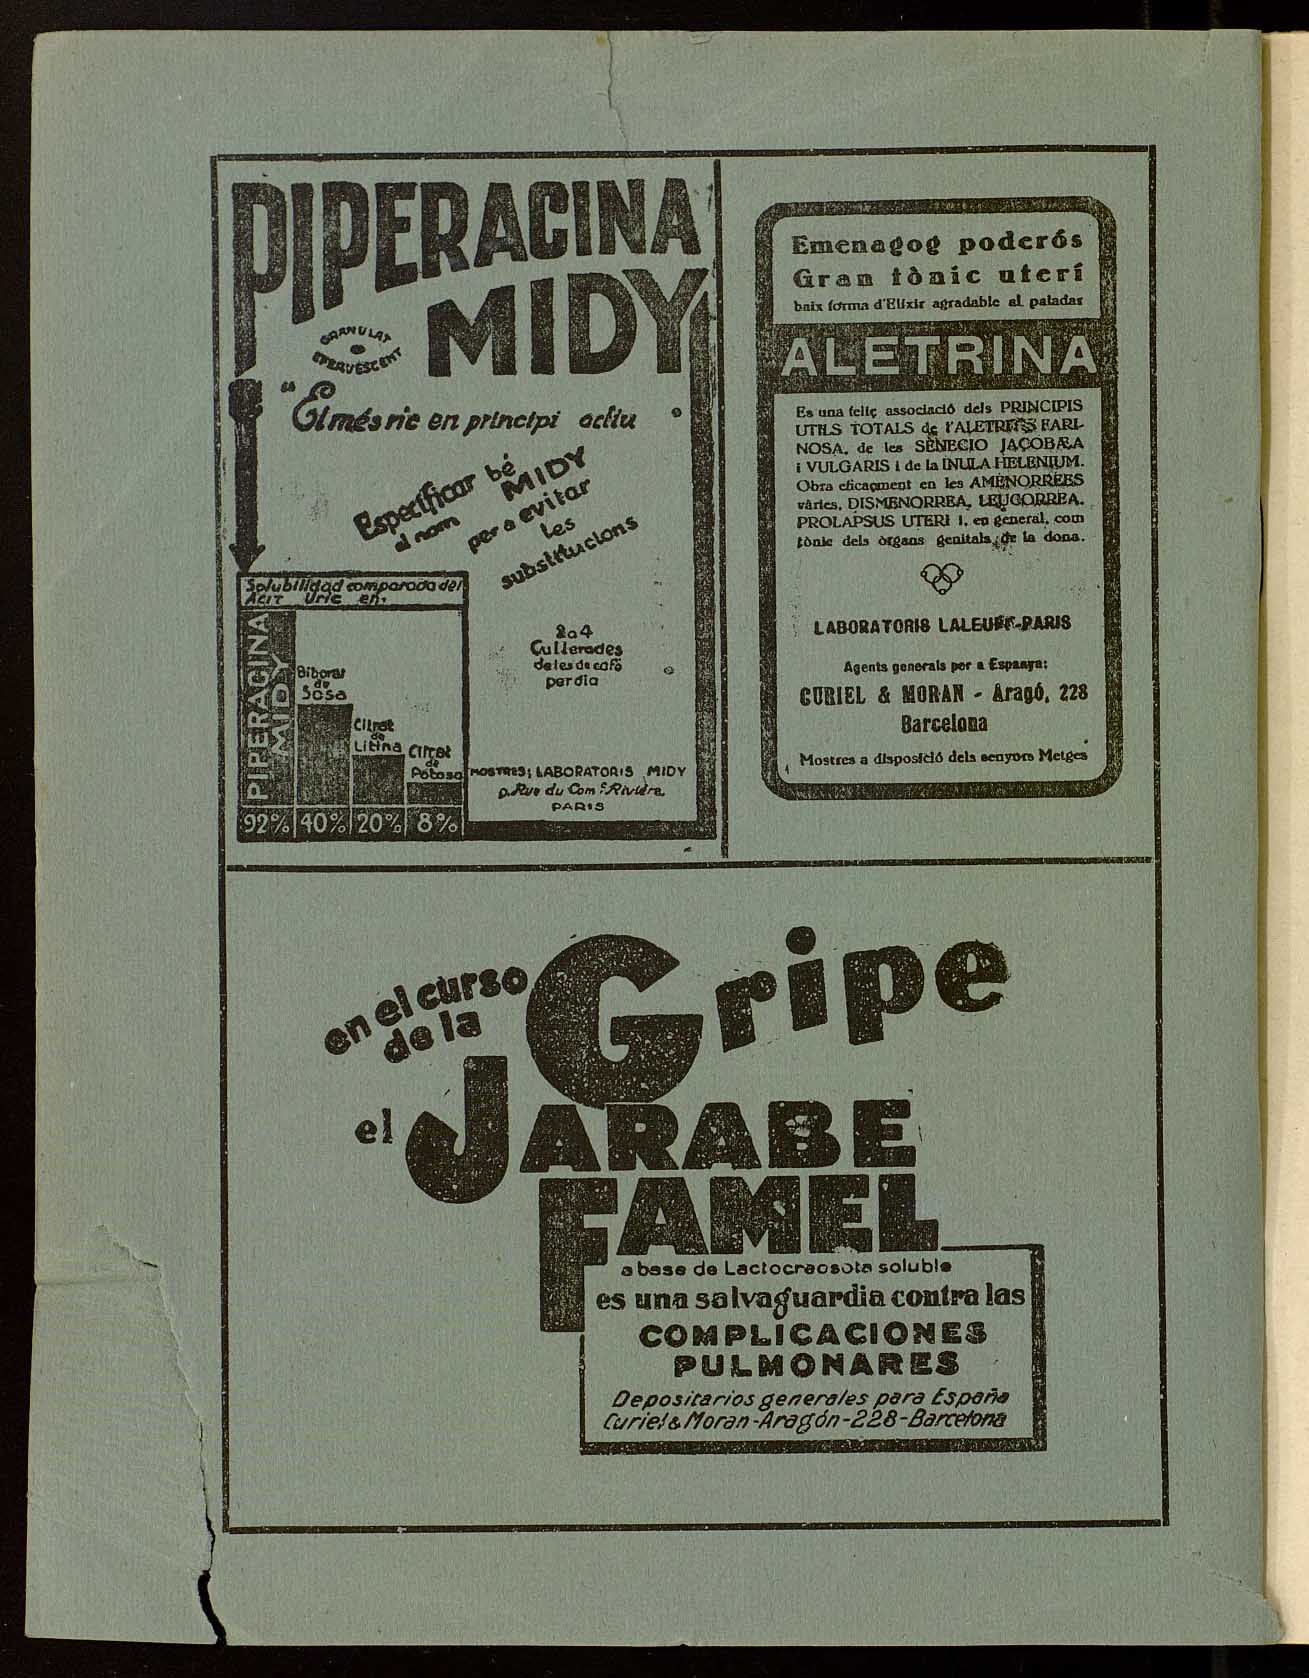 PIPERACINA
MIDY
GRANULAT
EFERVESCENT
"El més ric en principi actiu
Especificar bé
el nom MIDY
per a evitar
les
substitucions
Solubilidad comparada del
Acit Uric en.
PIPERACINA
MIDY
Biborat
de
Sosa
Citrat
de
Litina
Citrat
de
Potasa
92% 40% 20% 8%
2 a 4
Cullerades
de les de café
per dia
MOSTRES; LABORATORIS MIDY
9. Rue du Com.t Rivière
PARIS
Emenagog poderós
Gran tònic uterí
baix forma d'Elixir agradable al paladar
ALETRINA
Es una feliç associació dels PRINCIPIS
UTILS TOTALS de l'ALETRIS FARI-
NOSA, de les SENECIO JACOBÆA
i VULGARIS i de la INULA HELENIUM.
Obra eficaçment en les AMENORREES
vàries, DISMENORREA, LEUCORREA,
PROLAPSUS UTERI i, en general, com
tònic dels òrgans genitals de la dona.
LABORATORIS LALEUF-PARIS
Agents generals per a Espanya:
CURIEL & MORAN - Aragó, 228
Barcelona
Mostres a disposició dels senyors Metges
en el curso
de la
Gripe
el JARABE
FAMEL
a base de Lactocreosota soluble
es una salvaguardia contra las
COMPLICACIONES
PULMONARES
Depositarios generales para España
Curiel & Moran-Aragón-228-Barcelona